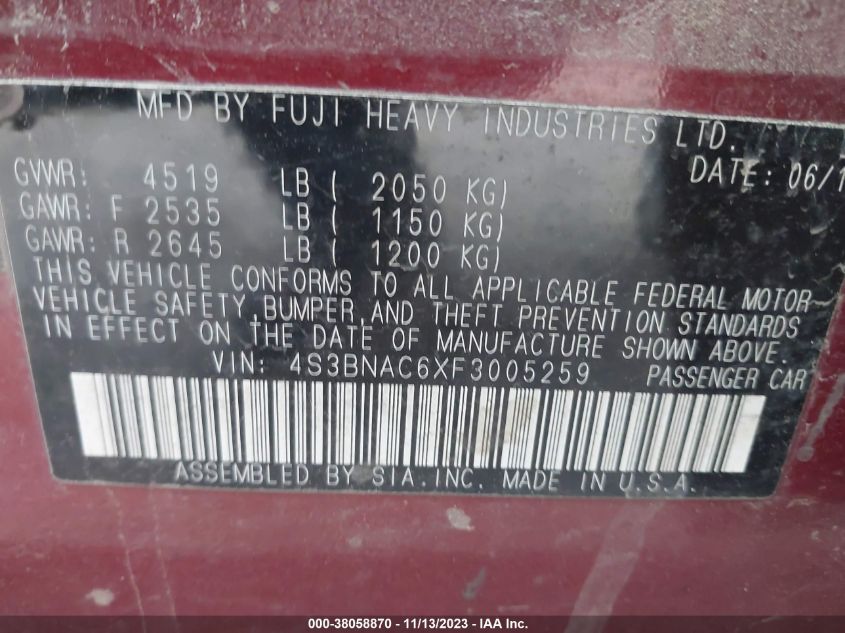 MFD BY FUJI HEAVY INDUSTRIES LTD.
DATE: 06/1
GVWR: 4519 LB ( 2050 KG)
GAWR: F 2535 LB ( 1150 KG)
GAWR: R 2645 LB ( 1200 KG)
THIS VEHICLE CONFORMS TO ALL APPLICABLE FEDERAL MOTOR
VEHICLE SAFETY, BUMPER, AND THEFT PREVENTION STANDARDS
IN EFFECT ON THE DATE OF MANUFACTURE SHOWN ABOVE.
VIN: 4S3BNAC6XF3005259 PASSENGER CAR
ASSEMBLED BY SIA.INC. MADE IN U.S.A.
000-38058870 - 11/13/2023 - Copyright © IAA, Inc.